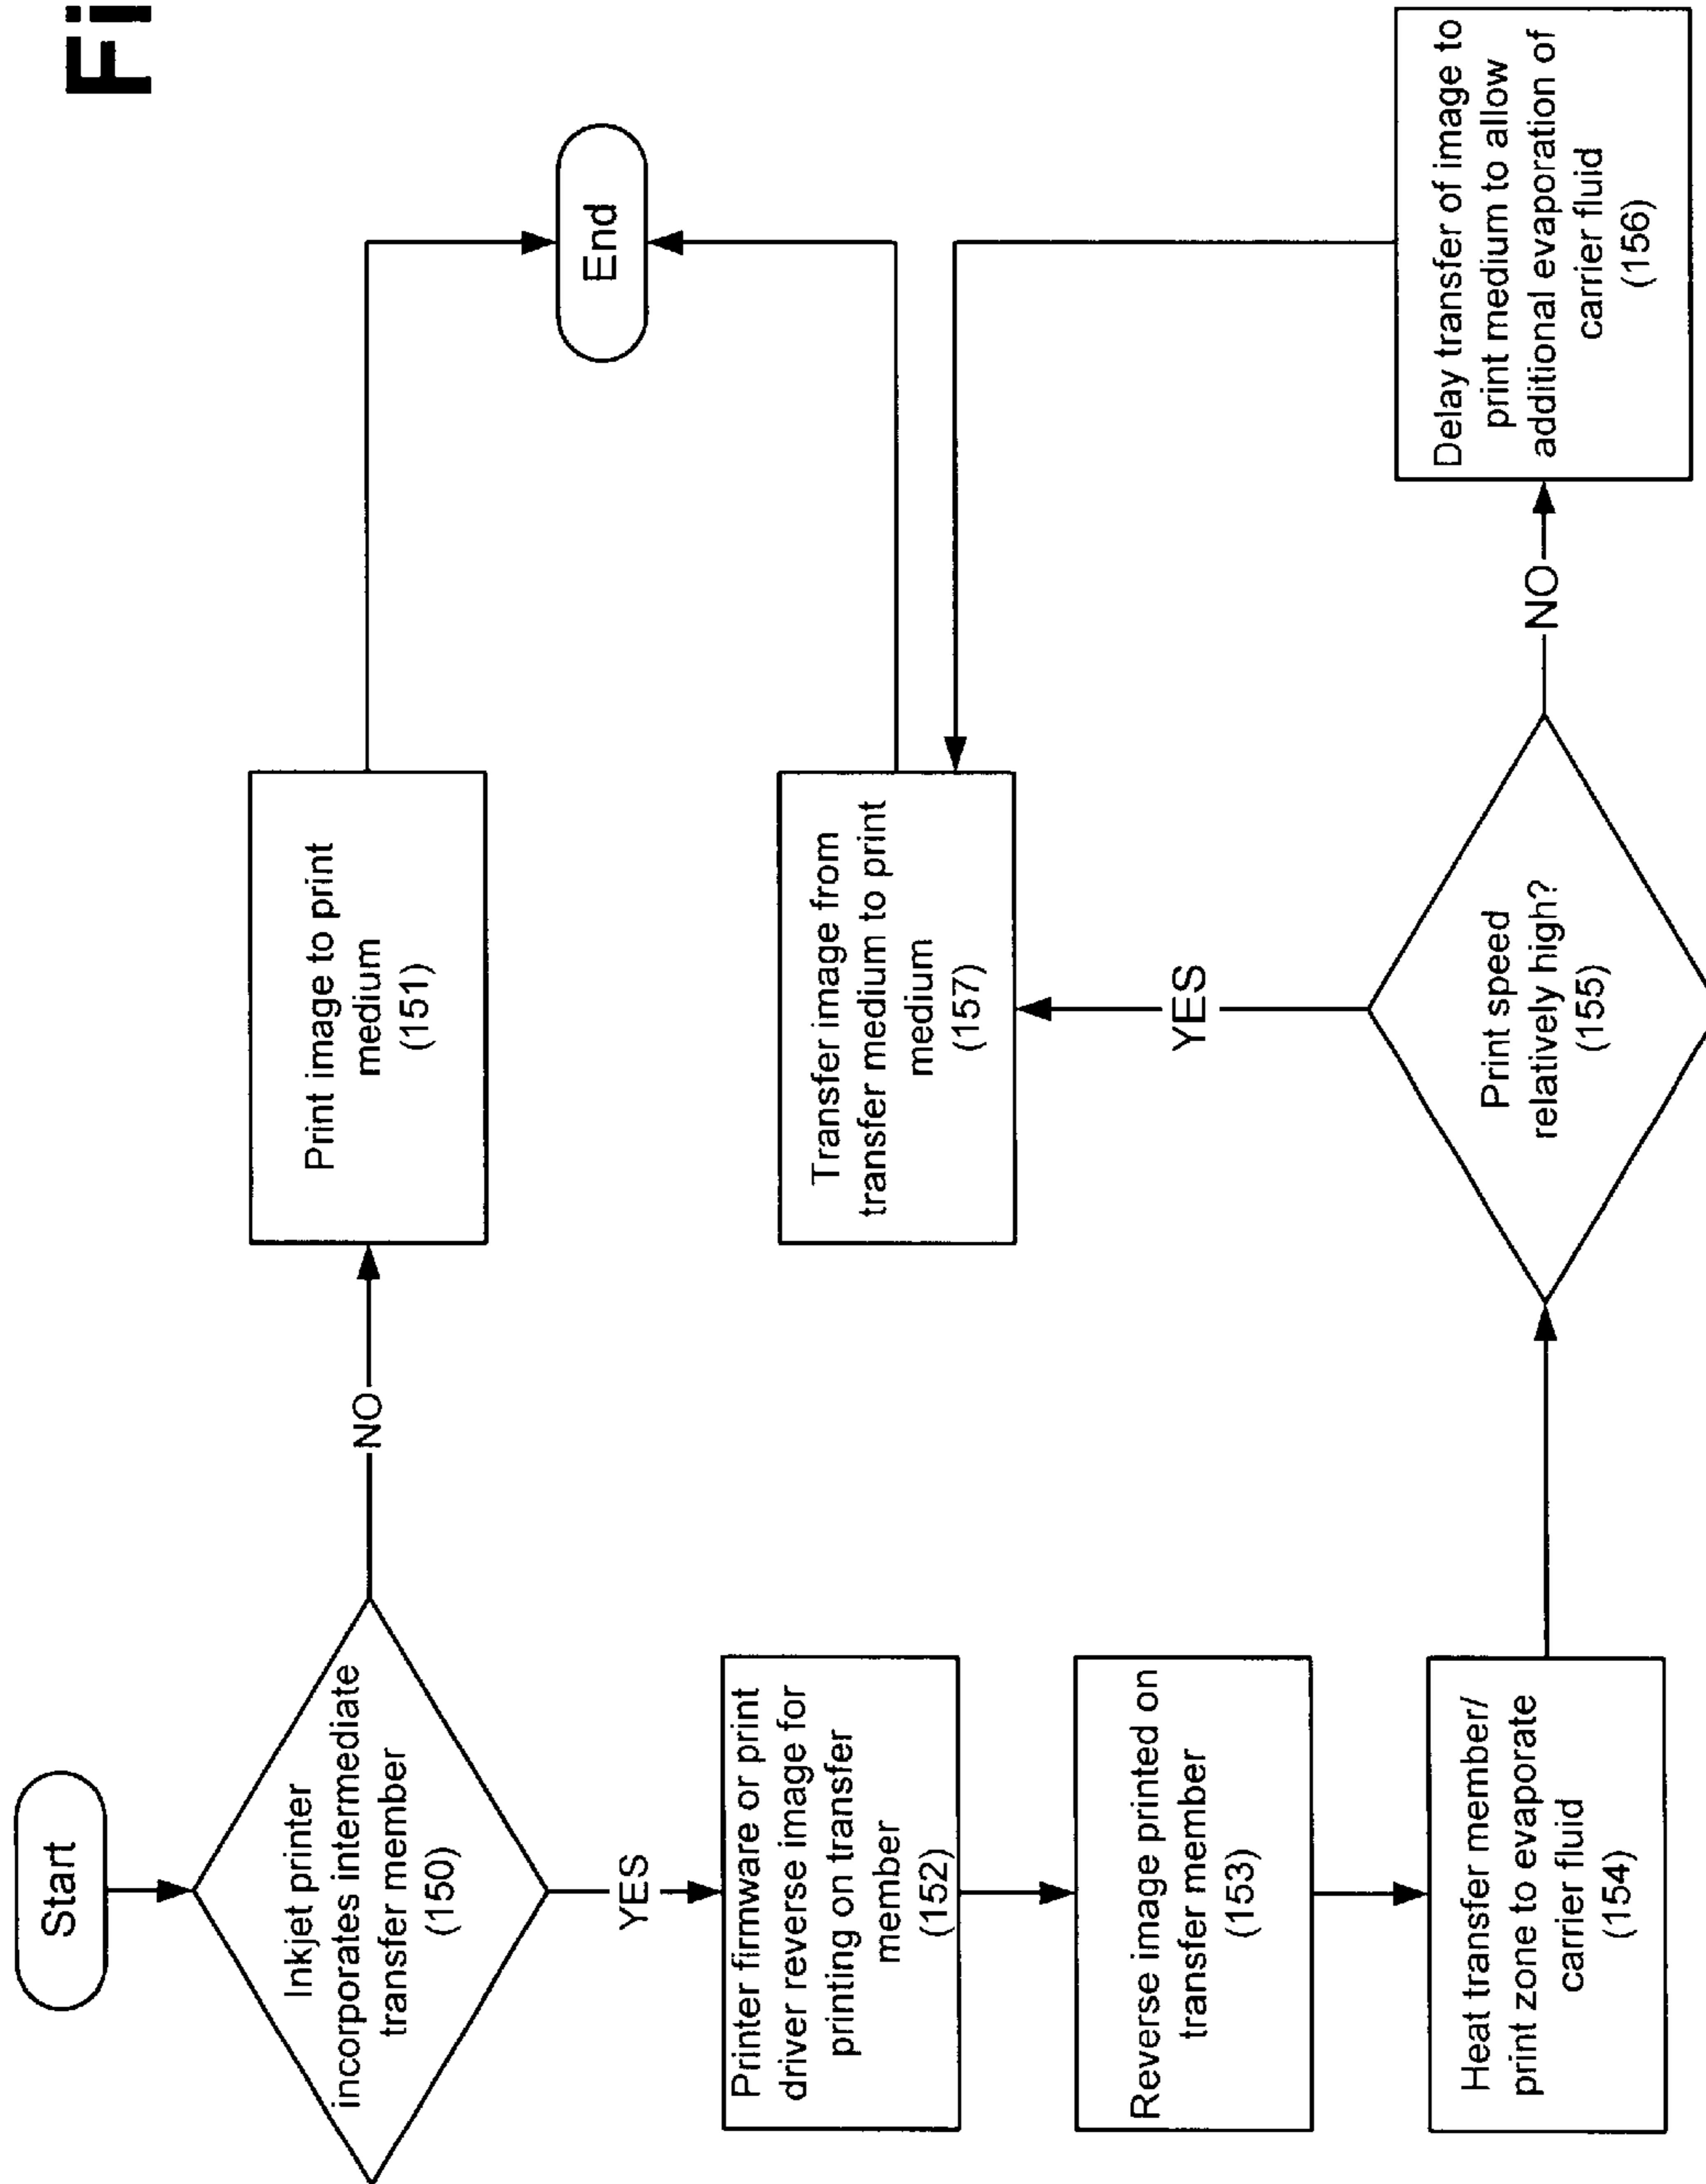 Fi
Start
Inkjet printer
incorporates intermediate
transfer member
(150)
NO
Print image to print
medium
(151)
End
YES
Printer firmware or print
driver reverse image for
printing on transfer
member
(152)
Reverse image printed on
transfer member
(153)
Heat transfer member/
print zone to evaporate
carrier fluid
(154)
Print speed
relatively high?
(155)
YES
Transfer image from
transfer medium to print
medium
(157)
NO
Delay transfer of image to
print medium to allow
additional evaporation of
carrier fluid
(156)